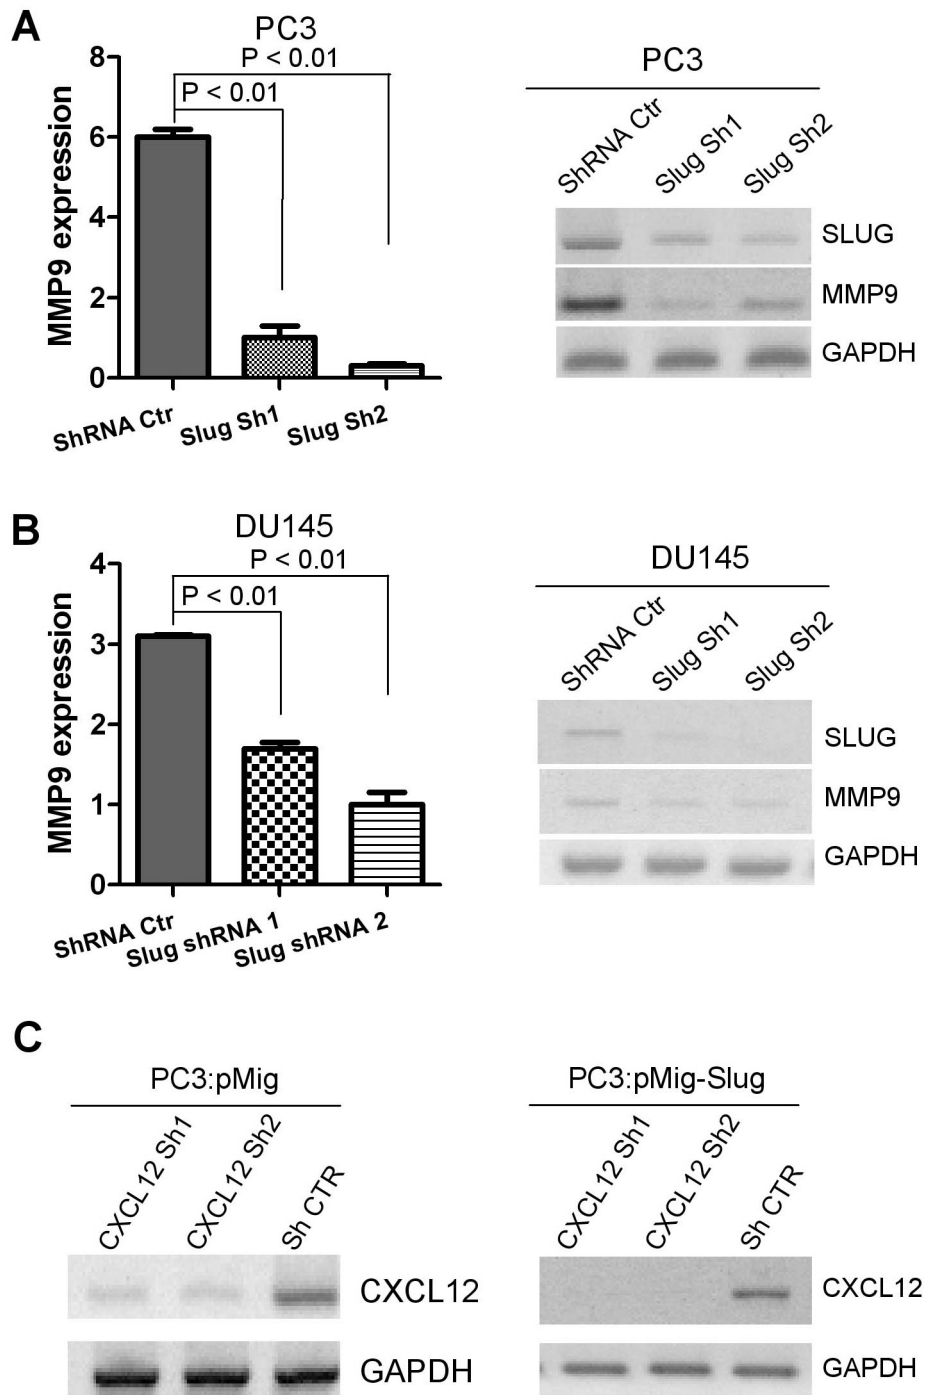 A
PC3
P < 0.01
P < 0.01
8
6
4
2
0
MMP9 expression
ShRNA Ctr
Slug Sh1
Slug Sh2
PC3
ShRNA Ctr
Slug Sh1
Slug Sh2
SLUG
MMP9
GAPDH
B
DU145
P < 0.01
P < 0.01
4
3
2
1
0
MMP9 expression
ShRNA Ctr
Slug shRNA 1
Slug shRNA 2
DU145
ShRNA Ctr
Slug Sh1
Slug Sh2
SLUG
MMP9
GAPDH
C
PC3:pMig
CXCL12 Sh1
CXCL12 Sh2
Sh CTR
CXCL12
GAPDH
PC3:pMig-Slug
CXCL12 Sh1
CXCL12 Sh2
Sh CTR
CXCL12
GAPDH